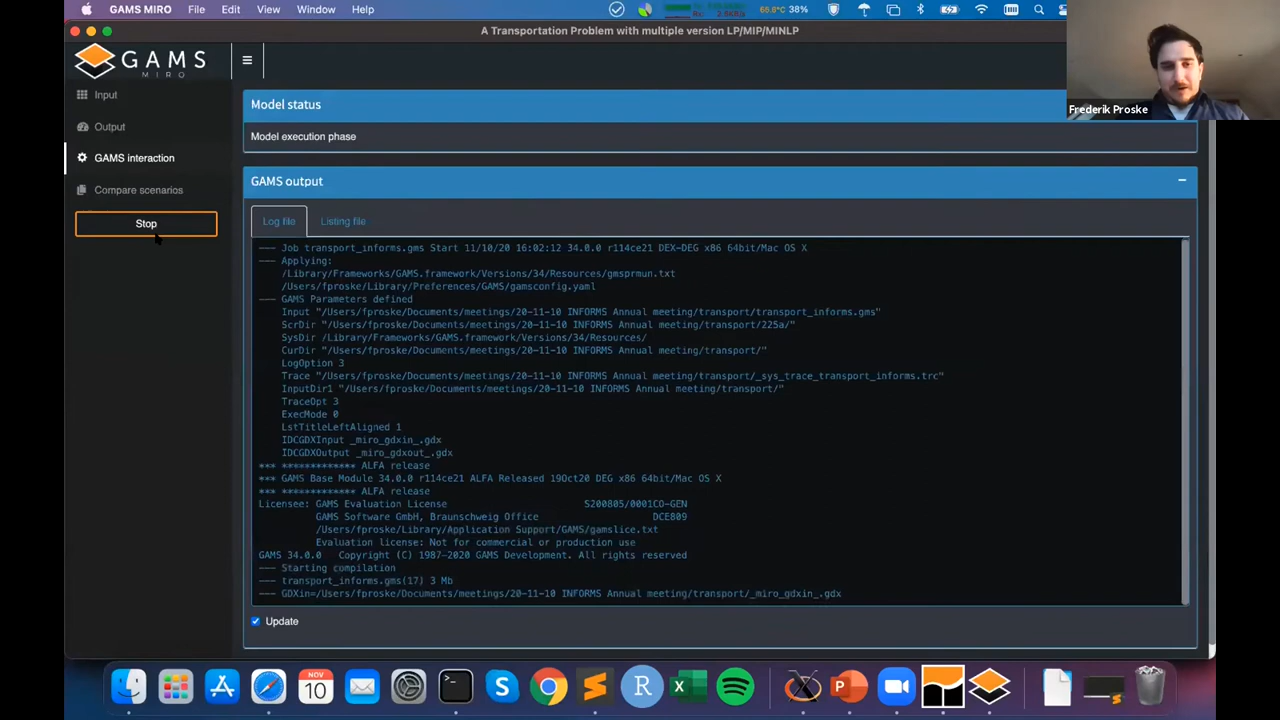 GAMS MIRO File Edit View Window Help
66.9°C 38%
A Transportation Problem with multiple version LP/MIP/MINLP
GAMS
MIRO
Frederik Proske
Input
Output
GAMS interaction
Compare scenarios
Stop
Model status
Model execution phase
GAMS output
Log file Listing file
--- Job transport_informs.gms Start 11/10/20 16:02:12 34.0.0 r114ce21 DEX-DEG x86 64bit/Mac OS X
--- Applying:
/Library/Frameworks/GAMS.framework/Versions/34/Resources/gmsprmun.txt
/Users/fproske/Library/Preferences/GAMS/gamsconfig.yaml
--- GAMS Parameters defined
Input "/Users/fproske/Documents/meetings/20-11-10 INFORMS Annual meeting/transport/transport_informs.gms"
ScrDir "/Users/fproske/Documents/meetings/20-11-10 INFORMS Annual meeting/transport/225a/"
SysDir /Library/Frameworks/GAMS.framework/Versions/34/Resources/
CurDir "/Users/fproske/Documents/meetings/20-11-10 INFORMS Annual meeting/transport/"
LogOption 3
Trace "/Users/fproske/Documents/meetings/20-11-10 INFORMS Annual meeting/transport/_sys_trace_transport_informs.trc"
InputDir1 "/Users/fproske/Documents/meetings/20-11-10 INFORMS Annual meeting/transport/"
TraceOpt 3
ExecMode 0
LstTitleLeftAligned 1
IDCGDXInput _miro_gdxin_.gdx
IDCGDXOutput _miro_gdxout_.gdx
*** ************* ALFA release
*** GAMS Base Module 34.0.0 r114ce21 ALFA Released 19Oct20 DEG x86 64bit/Mac OS X
*** ************* ALFA release
Licensee: GAMS Evaluation License S200805/0001CO-GEN
GAMS Software GmbH, Braunschweig Office DCE809
/Users/fproske/Library/Application Support/GAMS/gamslice.txt
Evaluation license: Not for commercial or production use
GAMS 34.0.0 Copyright (C) 1987-2020 GAMS Development. All rights reserved
--- Starting compilation
--- transport_informs.gms(17) 3 Mb
--- GDXin=/Users/fproske/Documents/meetings/20-11-10 INFORMS Annual meeting/transport/_miro_gdxin_.gdx
Update
NOV
10